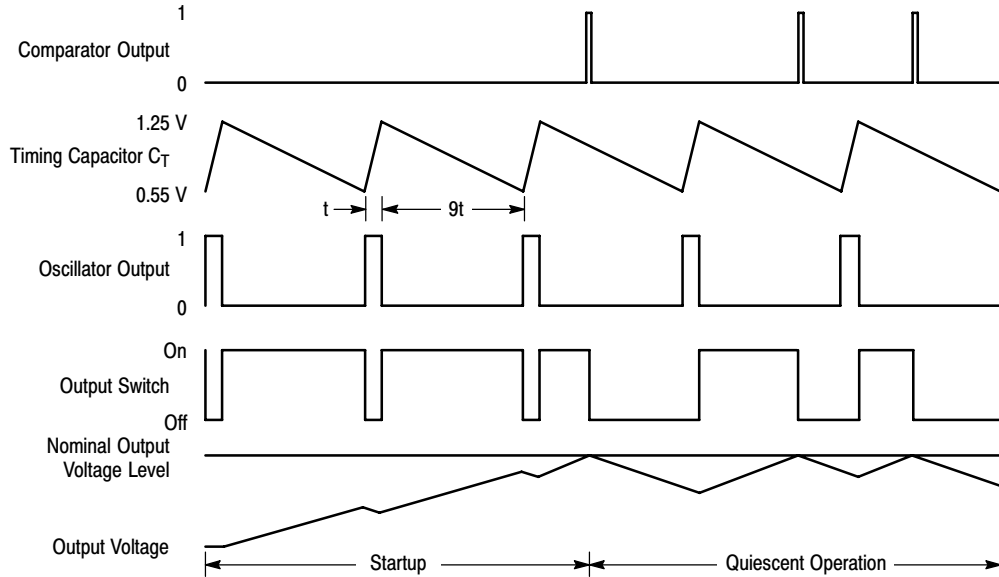 1
Comparator Output
0
1.25 V
Timing Capacitor CT
0.55 V
t
9t
1
Oscillator Output
0
On
Output Switch
Off
Nominal Output
Voltage Level
Output Voltage
Startup
Quiescent Operation